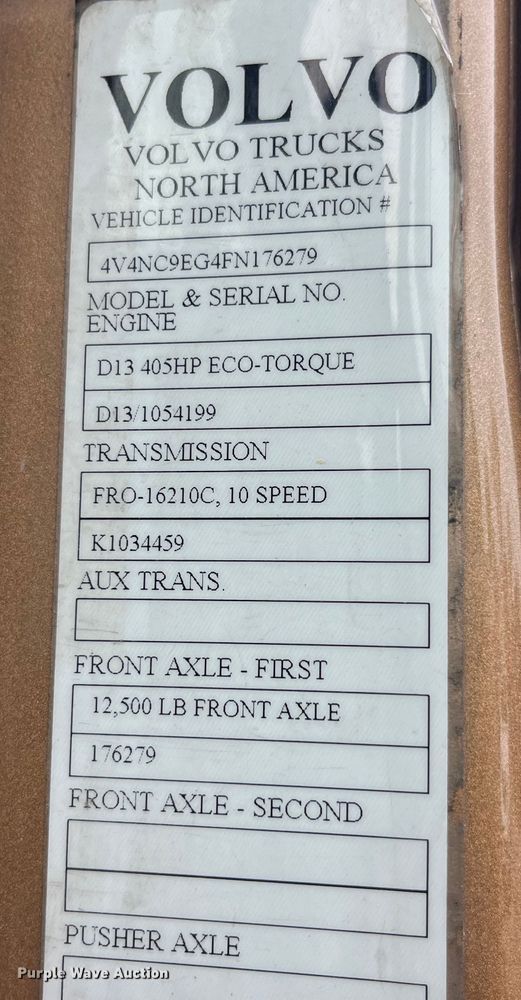 VOLVO
VOLVO TRUCKS
NORTH AMERICA
VEHICLE IDENTIFICATION #
4V4NC9EG4FN176279
MODEL & SERIAL NO.
ENGINE
D13 405HP ECO-TORQUE
D13/1054199
TRANSMISSION
FRO-16210C, 10 SPEED
K1034459
AUX TRANS.
FRONT AXLE - FIRST
12,500 LB FRONT AXLE
176279
FRONT AXLE - SECOND
PUSHER AXLE
Purple Wave Auction